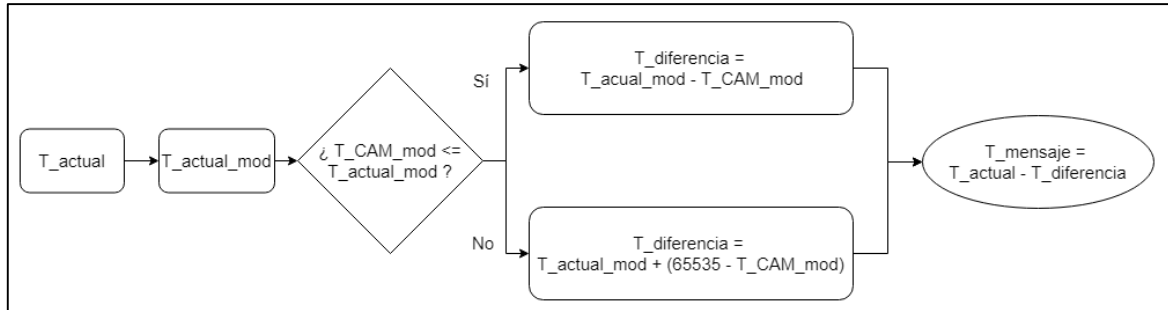 T_actual
T_actual_mod
¿ T_CAM_mod <=
T_actual_mod ?
Sí
T_diferencia =
T_acual_mod - T_CAM_mod
No
T_diferencia =
T_actual_mod + (65535 - T_CAM_mod)
T_mensaje =
T_actual - T_diferencia